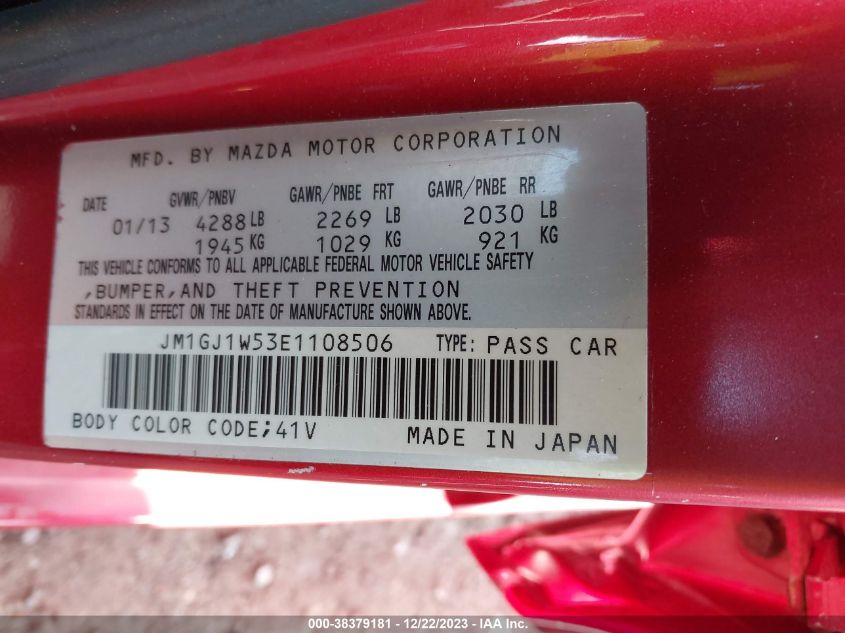 MFD. BY MAZDA MOTOR CORPORATION
DATE GVWR/PNBV GAWR/PNBE FRT GAWR/PNBE RR
01/13 4288 LB 2269 LB 2030 LB
1945 KG 1029 KG 921 KG
THIS VEHICLE CONFORMS TO ALL APPLICABLE FEDERAL MOTOR VEHICLE SAFETY
,BUMPER,AND THEFT PREVENTION
STANDARDS IN EFFECT ON THE DATE OF MANUFACTURE SHOWN ABOVE.
JM1GJ1W53E1108506 TYPE: PASS CAR
BODY COLOR CODE;41V MADE IN JAPAN
000-38379181 - 12/22/2023 - IAA Inc.